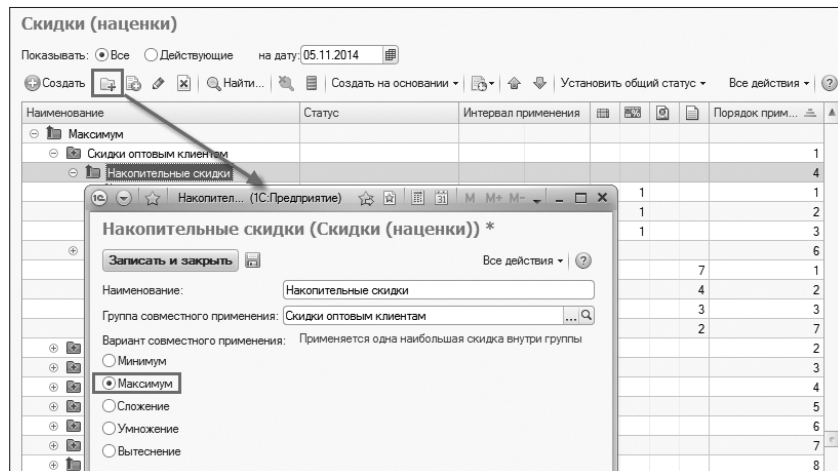 Скидки (наценки)
Показывать: Все Действующие на дату: 05.11.2014
Создать Найти... Создать на основании Установить общий статус Все действия ?
Наименование Статус Интервал применения Порядок прим...
Максимум
Скидки оптовым клиентам 1
Накопительные скидки 4
1С Накопител... (1С:Предприятие) 31 M M+ M- 1 1
1 2
Накопительные скидки (Скидки (наценки)) * 1 3
6
Записать и закрыть Все действия ? 7 1
Наименование: Накопительные скидки 4 2
Группа совместного применения: Скидки оптовым клиентам ... 3 3
2 7
Вариант совместного применения: Применяется одна наибольшая скидка внутри группы 2
Минимум 3
Максимум 4
Сложение 5
Умножение 6
Вытеснение 7
8